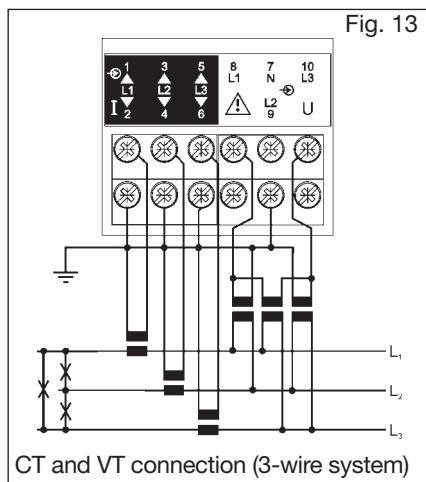 Fig. 13
1 3 5 8 7 10
L1 N L3
L1 L2 L3
I L2 U
2 4 6 9
L₁
L₂
L₃
CT and VT connection (3-wire system)